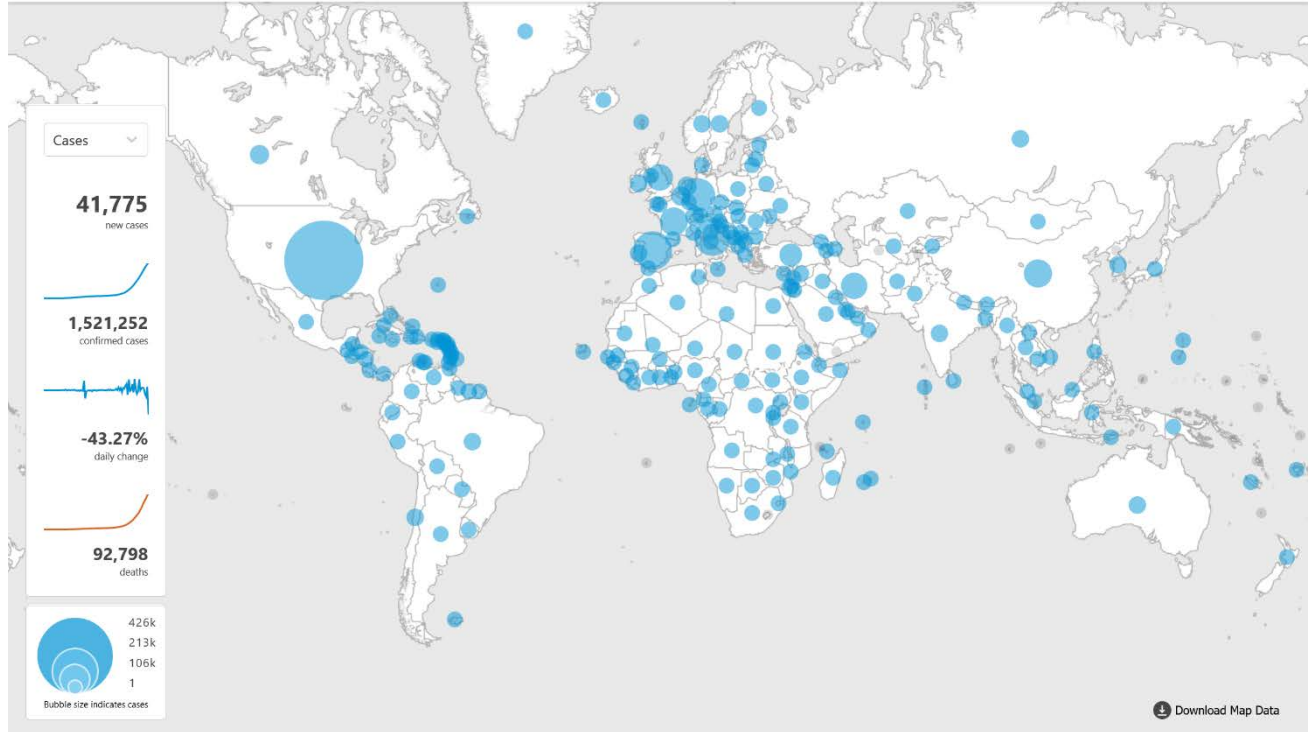 Cases
41,775
new cases
1,521,252
confirmed cases
-43.27%
daily change
92,798
deaths
426k
213k
106k
1
Bubble size indicates cases
Download Map Data